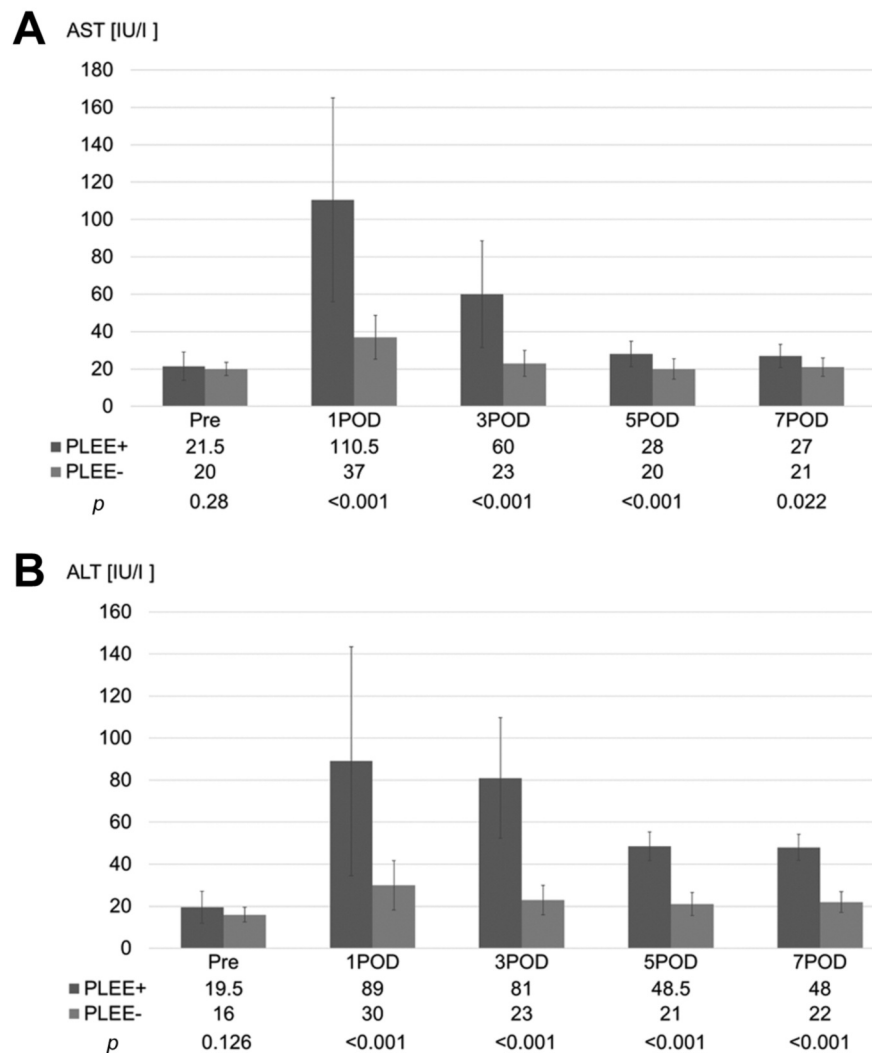 A AST [IU/l ]
180
160
140
120
100
80
60
40
20
0
Pre 1POD 3POD 5POD 7POD
PLEE+ 21.5 110.5 60 28 27
PLEE- 20 37 23 20 21
p 0.28 <0.001 <0.001 <0.001 0.022
B ALT [IU/l ]
160
140
120
100
80
60
40
20
0
Pre 1POD 3POD 5POD 7POD
PLEE+ 19.5 89 81 48.5 48
PLEE- 16 30 23 21 22
p 0.126 <0.001 <0.001 <0.001 <0.001